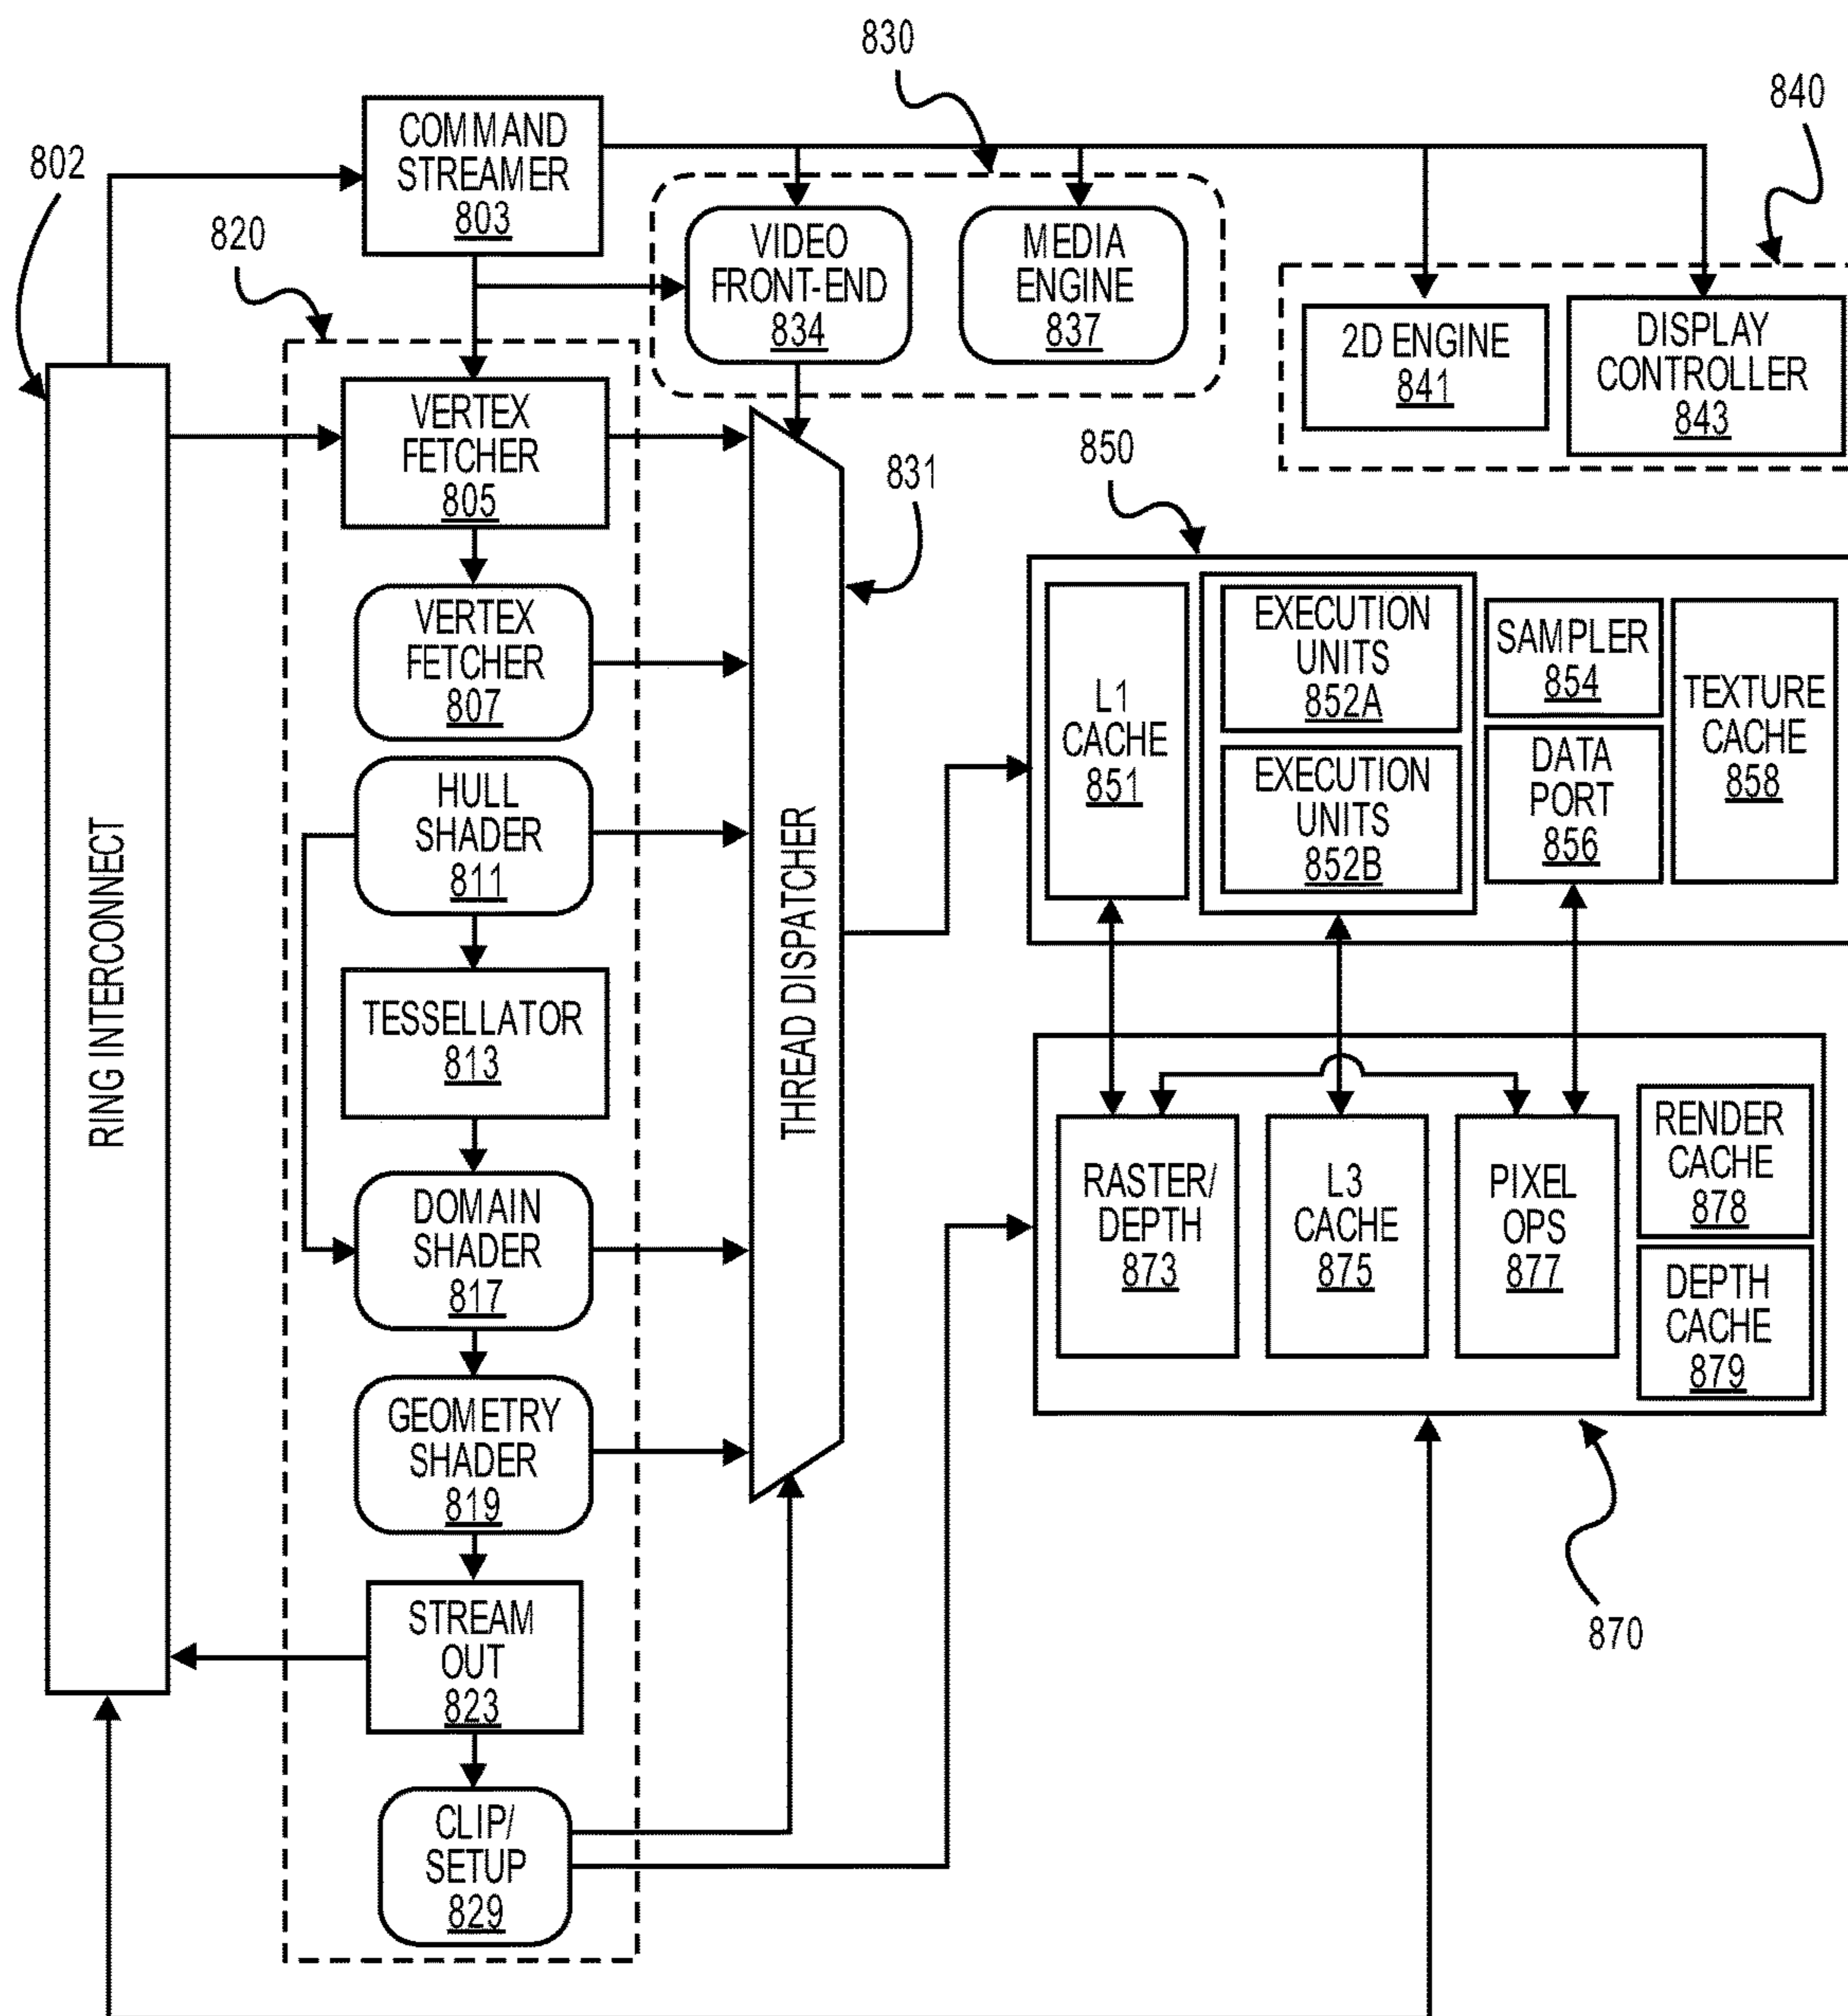 830
840
802
COMMAND
STREAMER
803
820
VIDEO
FRONT-END
834
MEDIA
ENGINE
837
2D ENGINE
841
DISPLAY
CONTROLLER
843
VERTEX
FETCHER
805
850
831
VERTEX
FETCHER
807
L1
CACHE
851
EXECUTION
UNITS
852A
EXECUTION
UNITS
852B
SAMPLER
854
DATA
PORT
856
TEXTURE
CACHE
858
HULL
SHADER
811
RING INTERCONNECT
THREAD DISPATCHER
TESSELLATOR
813
RASTER/
DEPTH
873
L3
CACHE
875
PIXEL
OPS
877
RENDER
CACHE
878
DEPTH
CACHE
879
DOMAIN
SHADER
817
GEOMETRY
SHADER
819
STREAM
OUT
823
870
CLIP/
SETUP
829